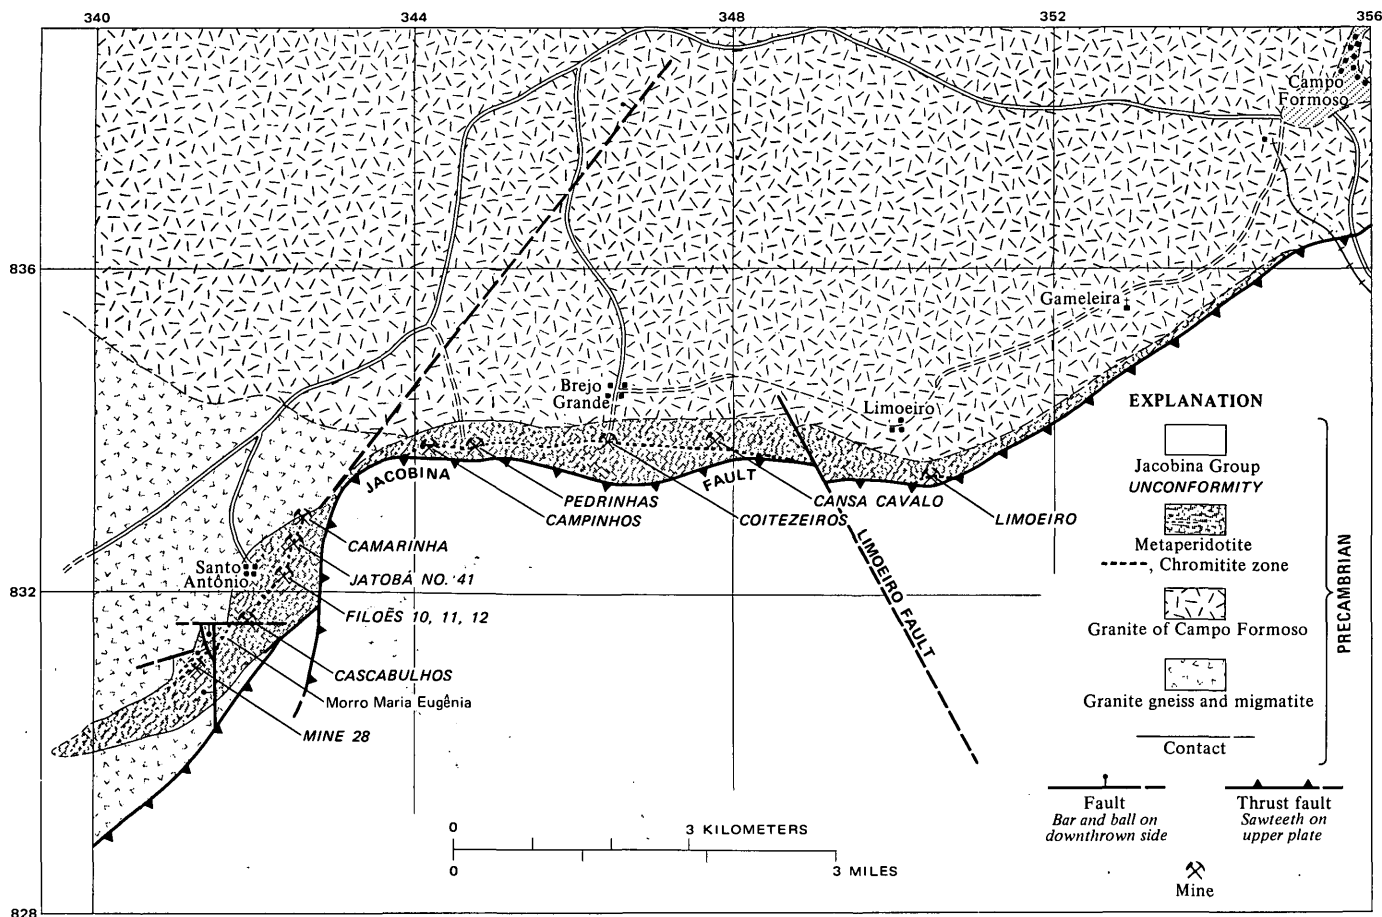 340
344
348
352
356
Campo
Formoso
836
Gameleira
Brejo
Grande
Limoeiro
EXPLANATION
Jacobina Group
UNCONFORMITY
Metaperidotite
, Chromitite zone
Granite of Campo Formoso
Granite gneiss and migmatite
Contact
PRECAMBRIAN
Fault
Bar and ball on
downthrown side
Thrust fault
Sawteeth on
upper plate
Mine
JACOBINA
FAULT
PEDRINHAS
CAMPINHOS
COITEZEIROS
CANSA CAVALO
LIMOEIRO
LIMOEIRO FAULT
CAMARINHA
Santo
Antônio
JATOBÁ NO. 41
FILOẼS 10, 11, 12
832
CASCABULHOS
Morro Maria Eugênia
MINE 28
0
3 KILOMETERS
0
3 MILES
828